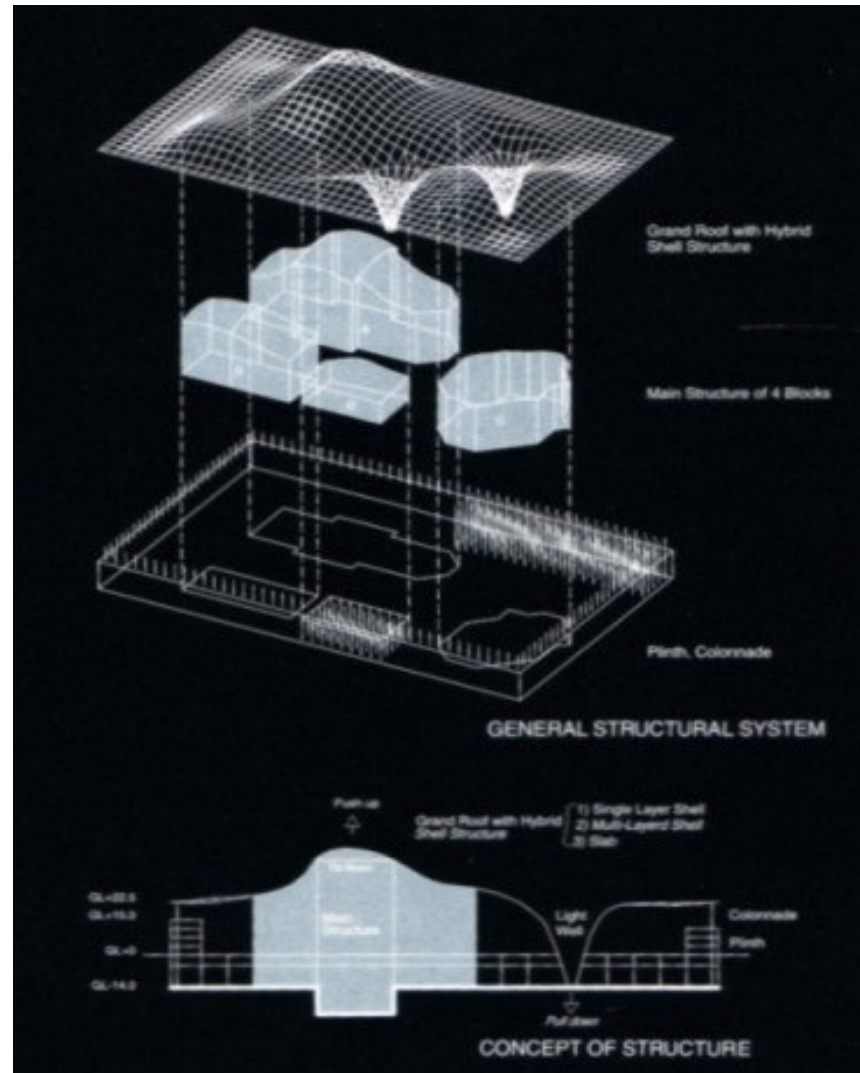 Grand Roof with Hybrid
Shell Structure
Main Structure of 4 Blocks
Plinth, Colonnade
GENERAL STRUCTURAL SYSTEM
Push up
Grand Roof with Hybrid
Shell Structure
1) Single Layer Shell
2) Multi-Layerd Shell
3) Slab
GL+22.5
GL+15.0
Main
Structure
Light
Well
Colonnade
Plinth
GL±0
GL-14.0
Pull down
CONCEPT OF STRUCTURE